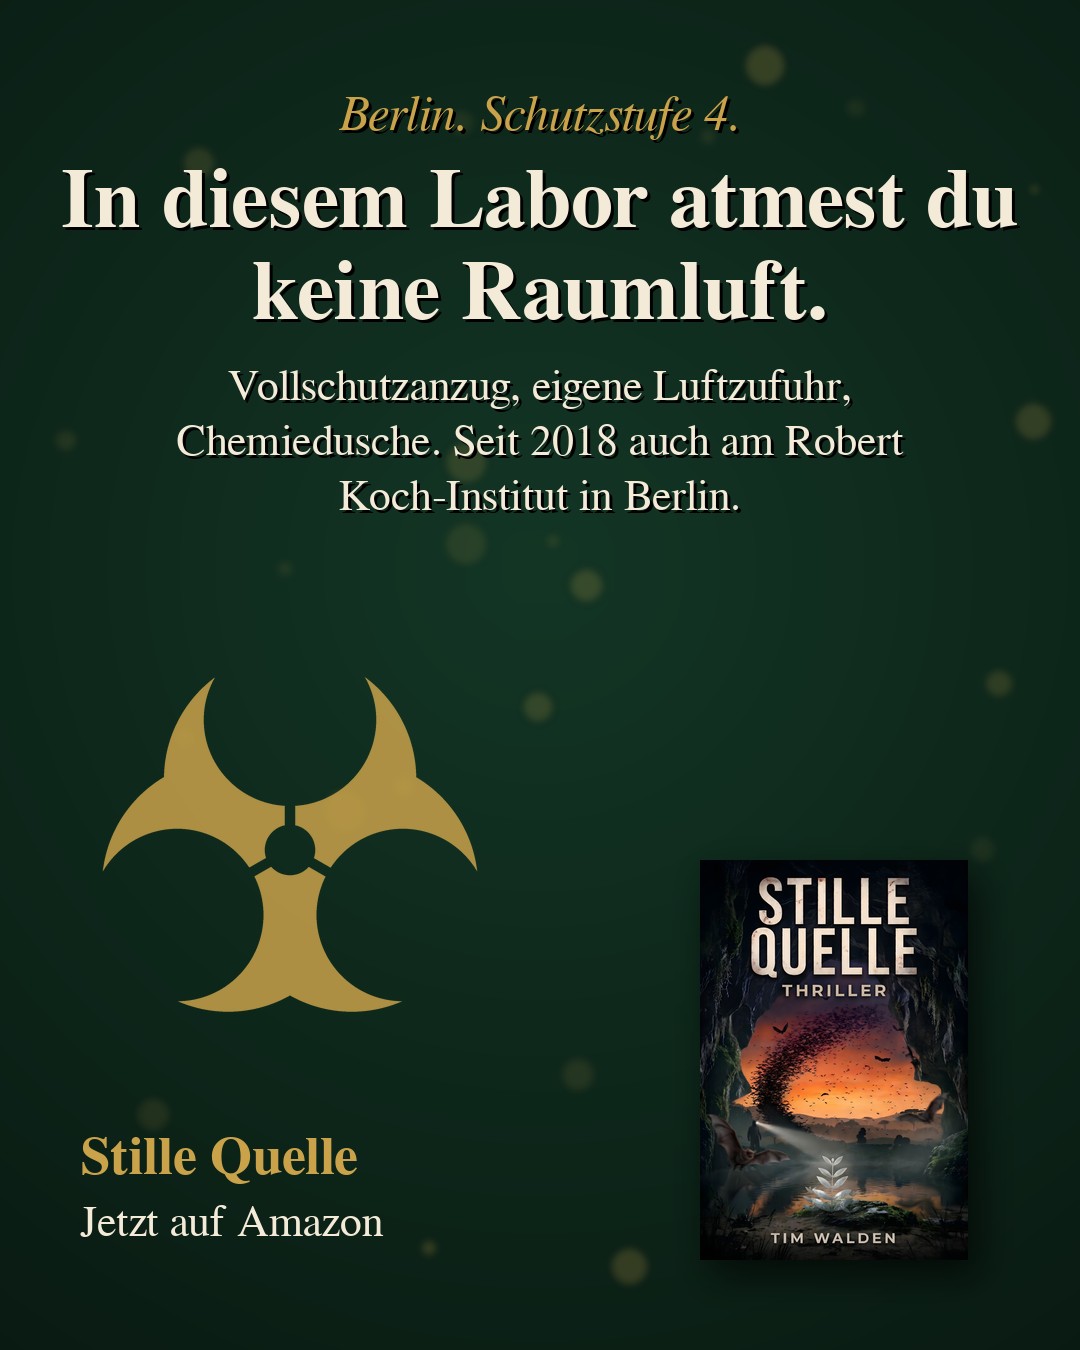 Berlin. Schutzstufe 4.
In diesem Labor atmest du
keine Raumluft.
Vollschutzanzug, eigene Luftzufuhr,
Chemiedusche. Seit 2018 auch am Robert
Koch-Institut in Berlin.
STILLE
QUELLE
THRILLER
TIM WALDEN
Stille Quelle
Jetzt auf Amazon